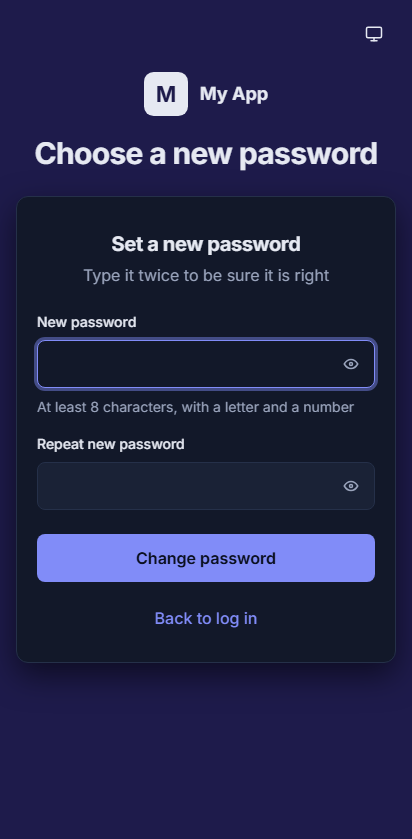 M
My App
Choose a new password
Set a new password
Type it twice to be sure it is right
New password
At least 8 characters, with a letter and a number
Repeat new password
Change password
Back to log in